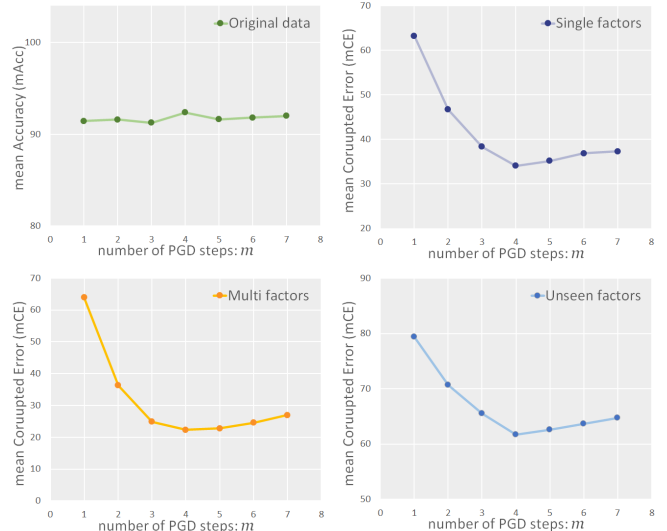 Original data
mean Accuracy (mAcc)
100
90
80
0 1 2 3 4 5 6 7 8
number of PGD steps: m
Single factors
mean Coruupted Error (mCE)
70
60
50
40
30
20
0 1 2 3 4 5 6 7 8
number of PGD steps: m
Multi factors
mean Coruupted Error (mCE)
70
60
50
40
30
20
10
0
0 1 2 3 4 5 6 7 8
number of PGD steps: m
Unseen factors
mean Coruupted Error (mCE)
90
80
70
60
50
0 1 2 3 4 5 6 7 8
number of PGD steps: m